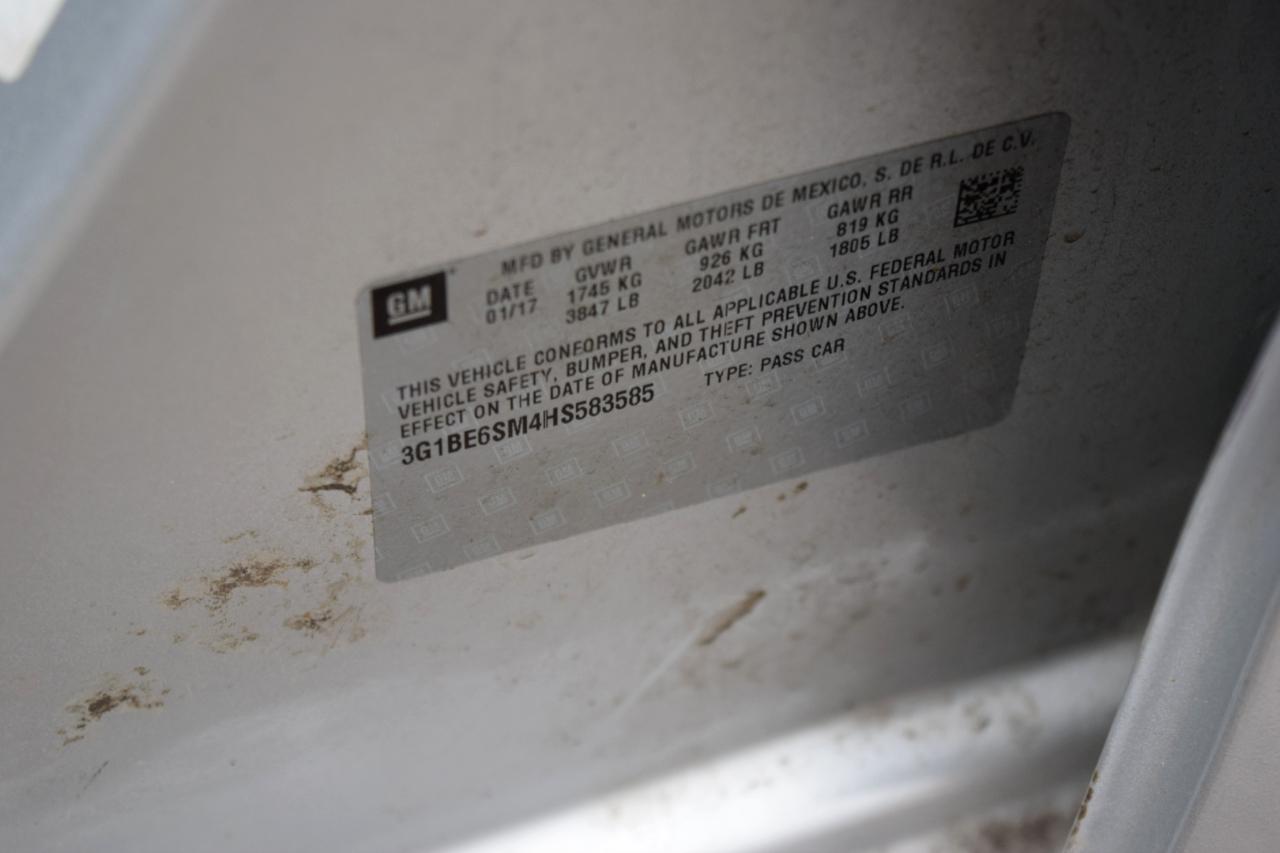 GM
MFD BY GENERAL MOTORS DE MEXICO, S. DE R.L. DE C.V.
DATE GVWR GAWR FRT GAWR RR
01/17 1745 KG 926 KG 819 KG
3847 LB 2042 LB 1805 LB
THIS VEHICLE CONFORMS TO ALL APPLICABLE U.S. FEDERAL MOTOR
VEHICLE SAFETY, BUMPER, AND THEFT PREVENTION STANDARDS IN
EFFECT ON THE DATE OF MANUFACTURE SHOWN ABOVE.
3G1BE6SM4HS583585 TYPE: PASS CAR